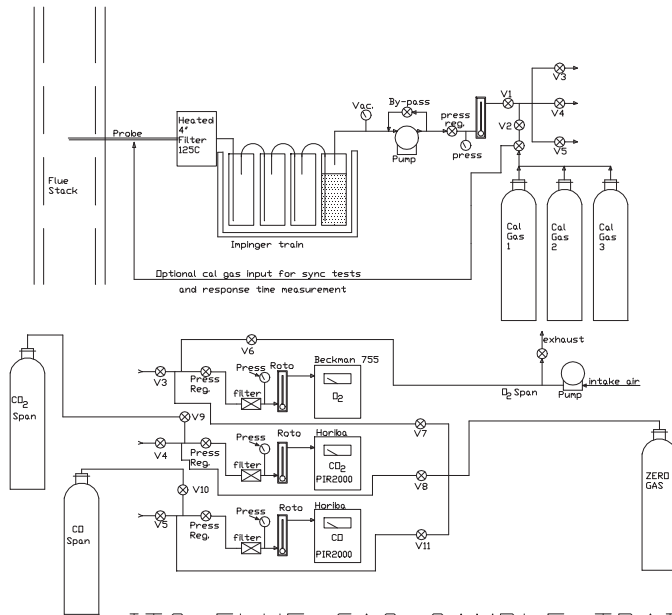 Flue
Stack
Probe
Heated
4"
Filter
125C
Impinger train
Vac.
By-pass
Pump
press
reg.
press
V1
V2
V3
V4
V5
Cal
Gas
1
Cal
Gas
2
Cal
Gas
3
Optional cal gas input for sync tests
and response time measurement
CO2
Span
V3
Press
Reg.
V6
Press
filter
Roto
Beckman 755
O2
exhaust
O2 Span
Pump
intake air
V9
V4
Press
Reg.
Press
filter
Roto
Horiba
CO2
PIR2000
V7
V8
ZERO
GAS
CO
Span
V10
V5
Press
Reg.
Press
filter
Roto
Horiba
CO
PIR2000
V11